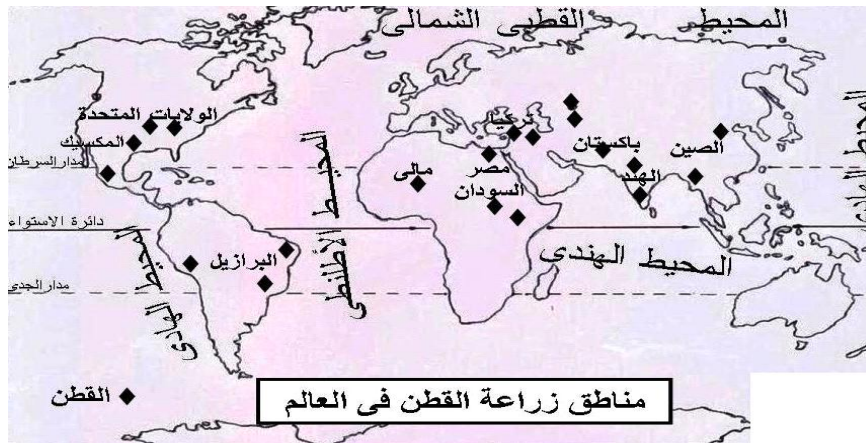 المحيط القطبى الشمالى
الولايات المتحدة
المكسيك
تركيا
باكستان
الصين
مدار السرطان
مالى
مصر
الهند
السودان
المحيط الأطلنطى
دائرة الاستواء
المحيط الهادى
البرازيل
المحيط الهندى
مدار الجدى
القطن
مناطق زراعة القطن فى العالم